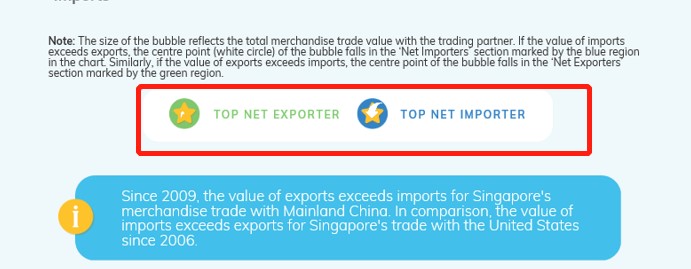 Note: The size of the bubble reflects the total merchandise trade value with the trading partner. If the value of imports
exceeds exports, the centre point (white circle) of the bubble falls in the 'Net Importers' section marked by the blue region
in the chart. Similarly, if the value of exports exceeds imports, the centre point of the bubble falls in the 'Net Exporters'
section marked by the green region.
TOP NET EXPORTER TOP NET IMPORTER
i
Since 2009, the value of exports exceeds imports for Singapore's
merchandise trade with Mainland China. In comparison, the value of
imports exceeds exports for Singapore's trade with the United States
since 2006.